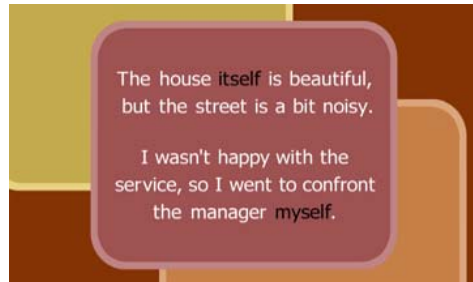 The house itself is beautiful,
but the street is a bit noisy.
I wasn't happy with the
service, so I went to confront
the manager myself.